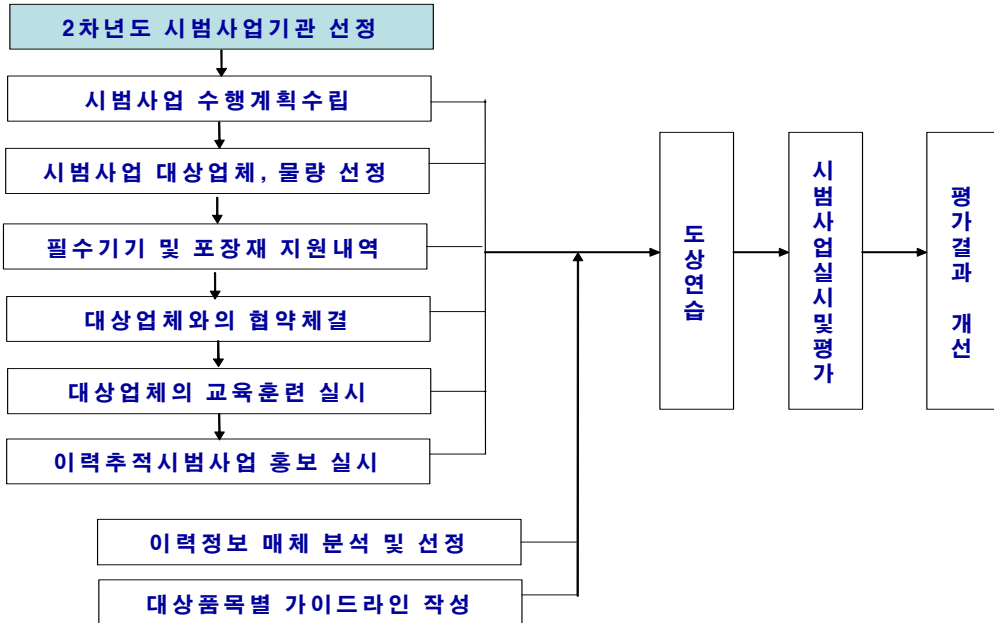 2차년도 시범사업기관 선정
시범사업 수행계획수립
시범사업 대상업체, 물량 선정
필수기기 및 포장재 지원내역
대상업체와의 협약체결
대상업체의 교육훈련 실시
이력추적시범사업 홍보 실시
이력정보 매체 분석 및 선정
대상품목별 가이드라인 작성
도상연습
시범사업실시및평가
평가결과 개선